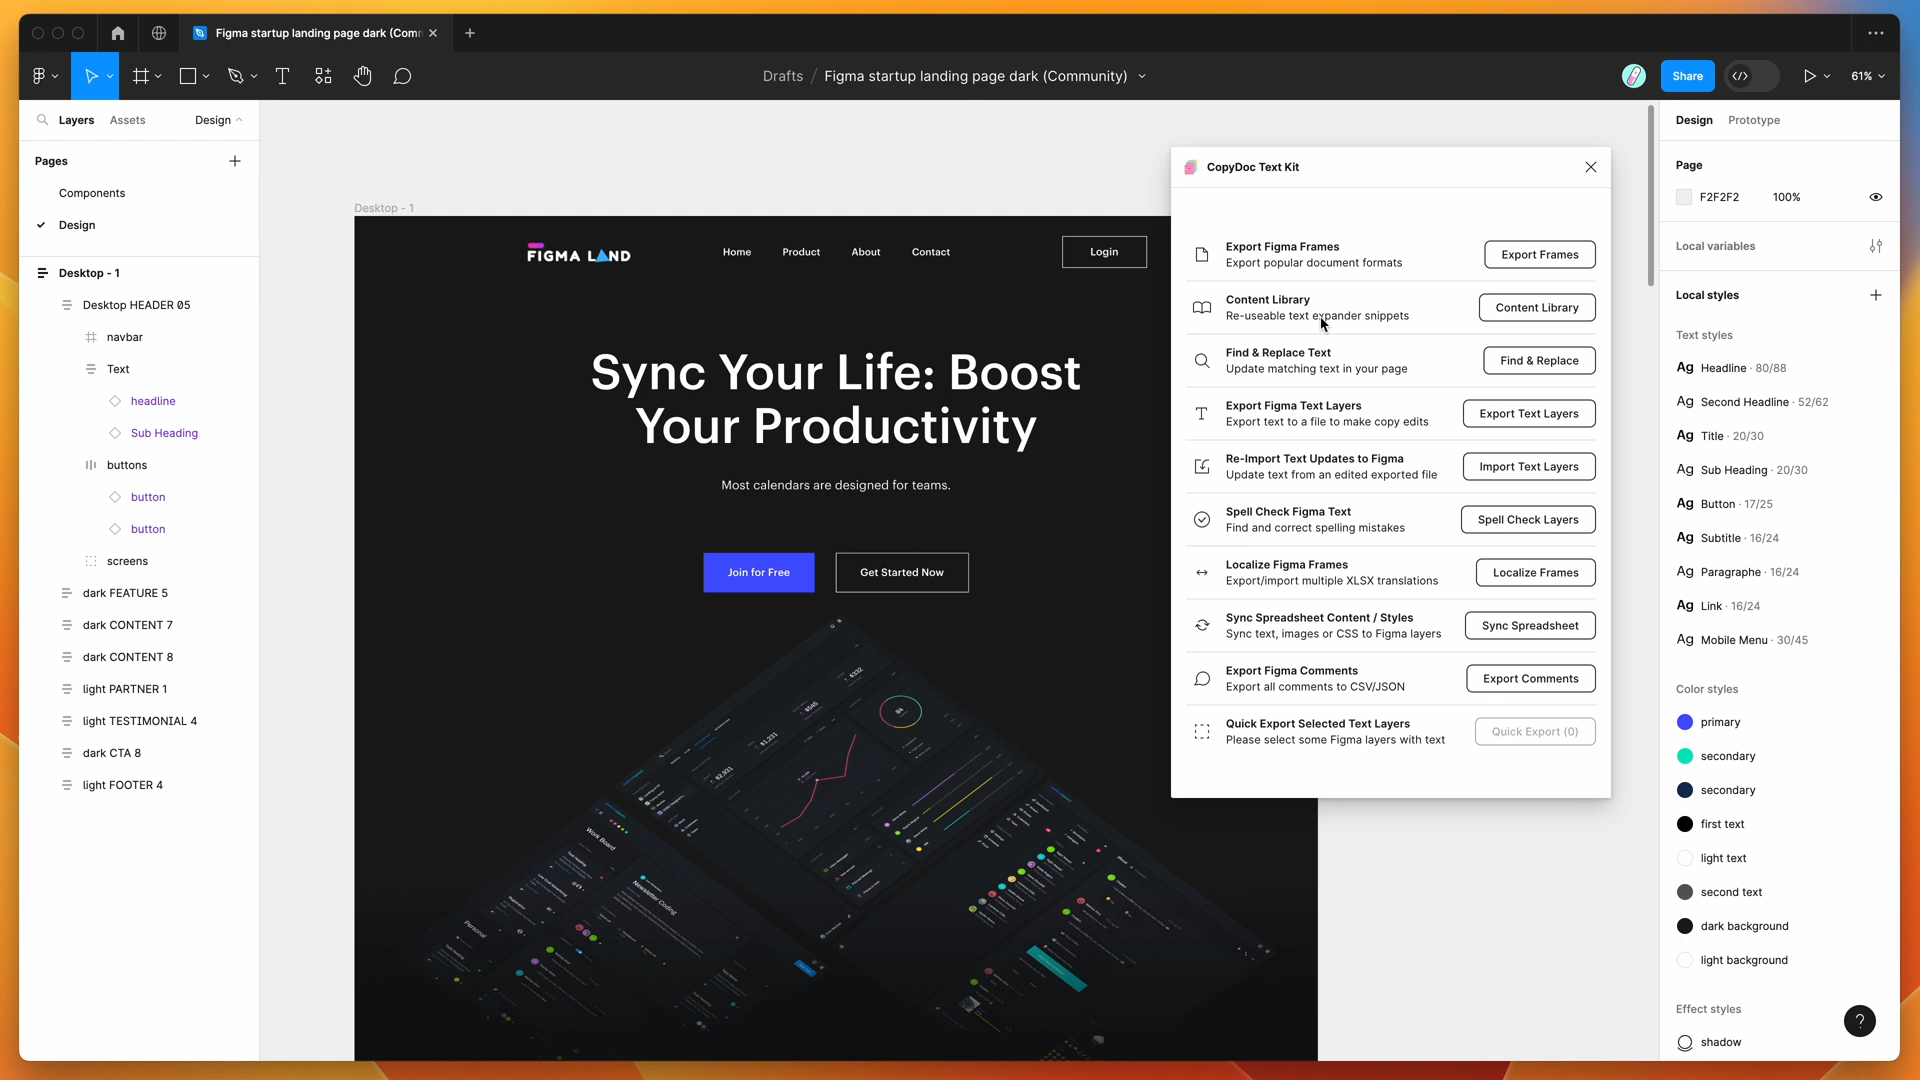 Figma startup landing page dark (Comm
Drafts / Figma startup landing page dark (Community)
Share
61%
Layers
Assets
Design
Pages
Components
Design
Desktop - 1
Desktop HEADER 05
navbar
Text
headline
Sub Heading
buttons
button
button
screens
dark FEATURE 5
dark CONTENT 7
dark CONTENT 8
light PARTNER 1
light TESTIMONIAL 4
dark CTA 8
light FOOTER 4
Desktop - 1
FIGMA LAND
Home
Product
About
Contact
Login
Sync Your Life: Boost
Your Productivity
Most calendars are designed for teams.
Join for Free
Get Started Now
$332
$546
$1,231
$2,931
84
Work Board
Newsletter Coding
Personal
CopyDoc Text Kit
Export Figma Frames
Export popular document formats
Export Frames
Content Library
Re-useable text expander snippets
Content Library
Find & Replace Text
Update matching text in your page
Find & Replace
Export Figma Text Layers
Export text to a file to make copy edits
Export Text Layers
Re-Import Text Updates to Figma
Update text from an edited exported file
Import Text Layers
Spell Check Figma Text
Find and correct spelling mistakes
Spell Check Layers
Localize Figma Frames
Export/import multiple XLSX translations
Localize Frames
Sync Spreadsheet Content / Styles
Sync text, images or CSS to Figma layers
Sync Spreadsheet
Export Figma Comments
Export all comments to CSV/JSON
Export Comments
Quick Export Selected Text Layers
Please select some Figma layers with text
Quick Export (0)
Design
Prototype
Page
F2F2F2
100%
Local variables
Local styles
Text styles
Ag Headline · 80/88
Ag Second Headline · 52/62
Ag Title · 20/30
Ag Sub Heading · 20/30
Ag Button · 17/25
Ag Subtitle · 16/24
Ag Paragraphe · 16/24
Ag Link · 16/24
Ag Mobile Menu · 30/45
Color styles
primary
secondary
secondary
first text
light text
second text
dark background
light background
Effect styles
shadow
?